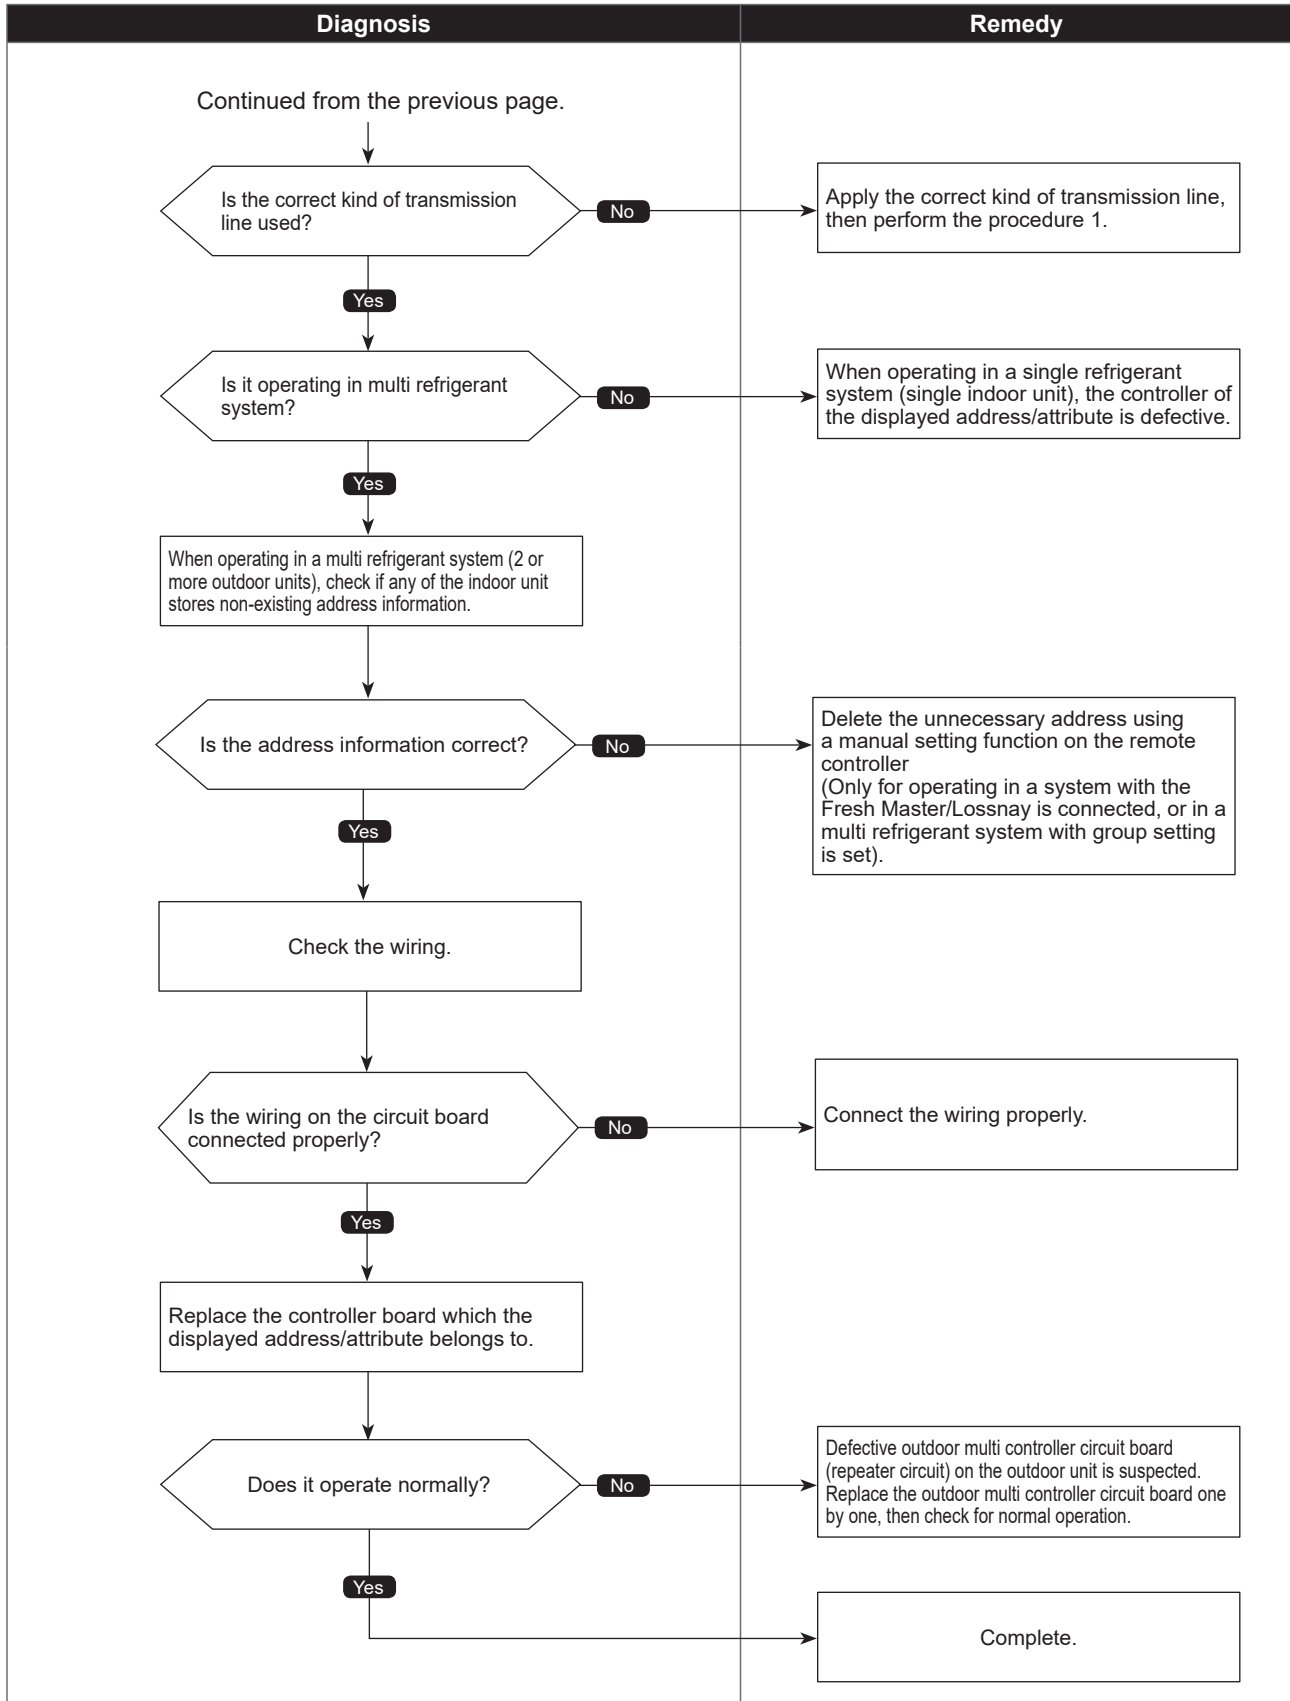 Diagnosis
Remedy
Continued from the previous page.
Is the correct kind of transmission
line used?
No
Apply the correct kind of transmission line,
then perform the procedure 1.
Yes
Is it operating in multi refrigerant
system?
No
When operating in a single refrigerant
system (single indoor unit), the controller of
the displayed address/attribute is defective.
Yes
When operating in a multi refrigerant system (2 or
more outdoor units), check if any of the indoor unit
stores non-existing address information.
Is the address information correct?
No
Delete the unnecessary address using
a manual setting function on the remote
controller
(Only for operating in a system with the
Fresh Master/Lossnay is connected, or in a
multi refrigerant system with group setting
is set).
Yes
Check the wiring.
Is the wiring on the circuit board
connected properly?
No
Connect the wiring properly.
Yes
Replace the controller board which the
displayed address/attribute belongs to.
Does it operate normally?
No
Defective outdoor multi controller circuit board
(repeater circuit) on the outdoor unit is suspected.
Replace the outdoor multi controller circuit board one
by one, then check for normal operation.
Yes
Complete.